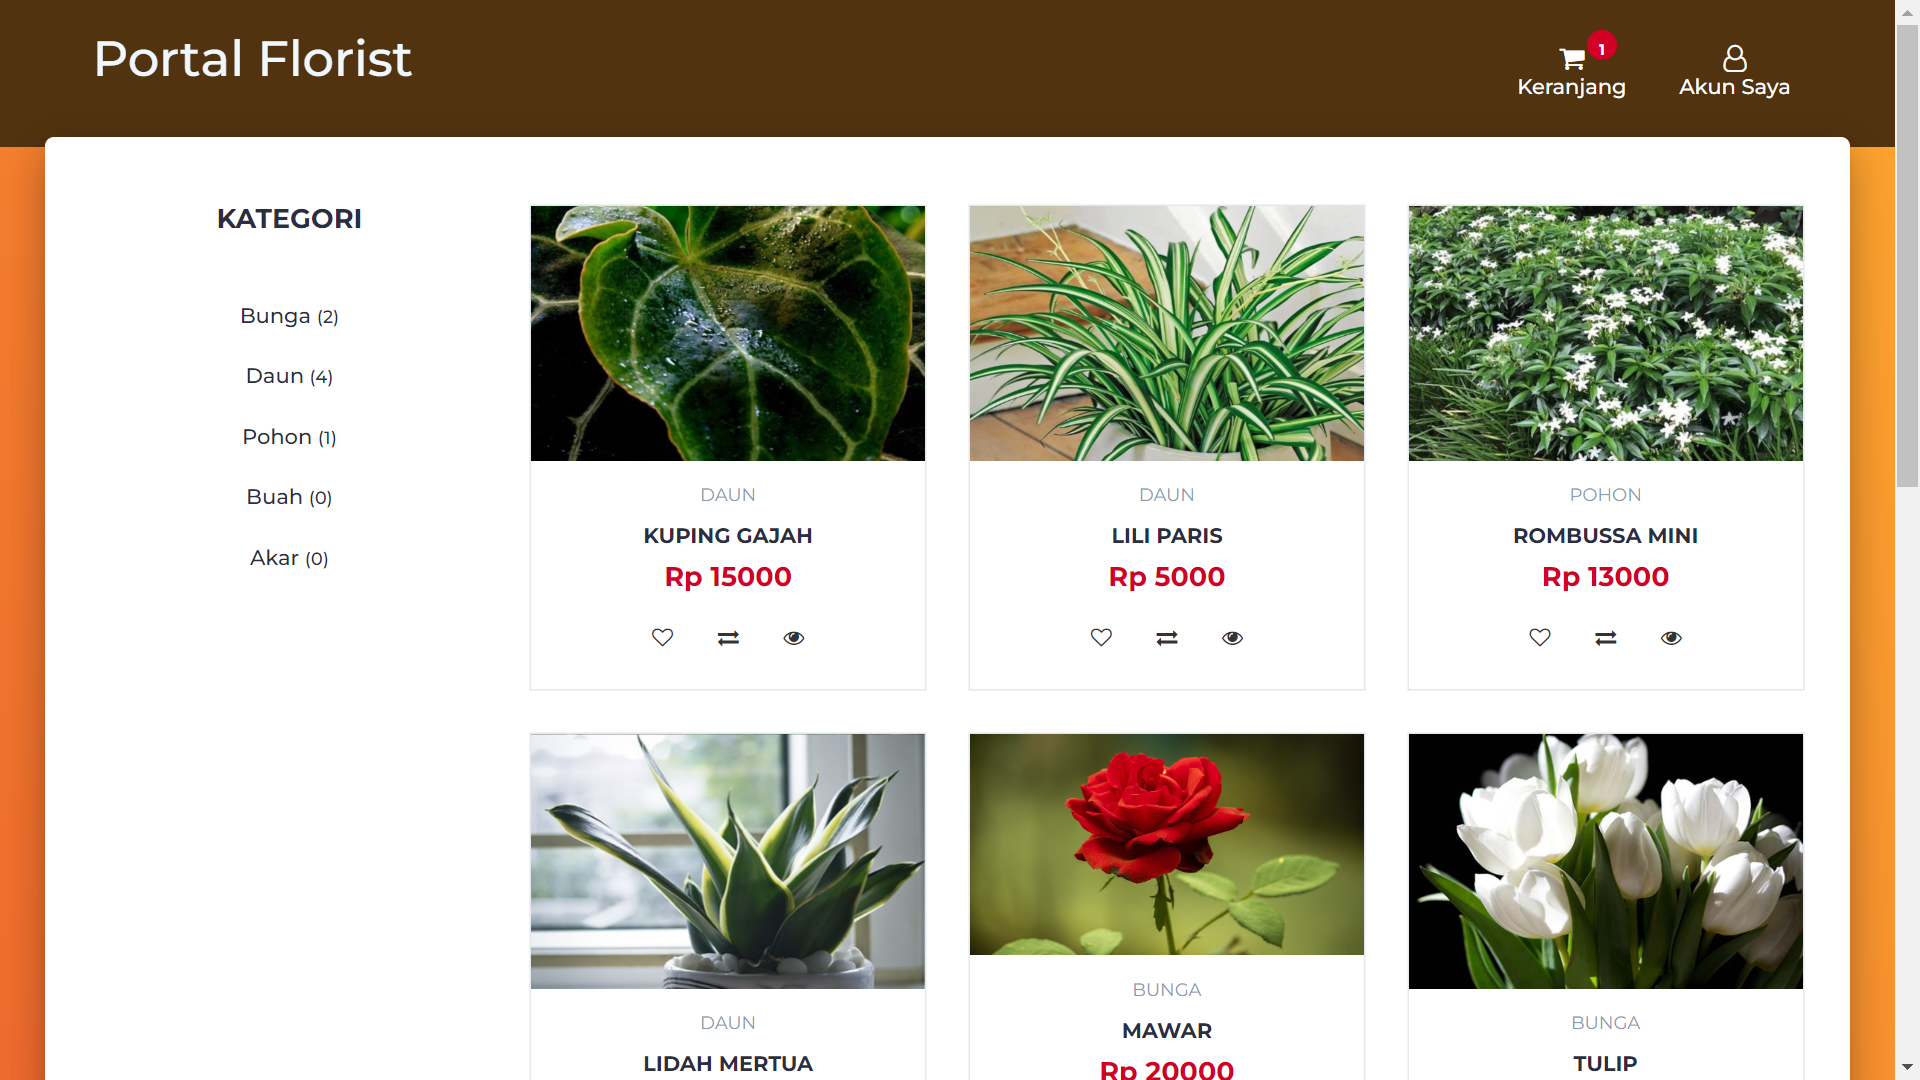 Portal Florist
1
Keranjang
Akun Saya
KATEGORI
Bunga (2)
Daun (4)
Pohon (1)
Buah (0)
Akar (0)
DAUN
KUPING GAJAH
Rp 15000
DAUN
LILI PARIS
Rp 5000
POHON
ROMBUSSA MINI
Rp 13000
DAUN
LIDAH MERTUA
BUNGA
MAWAR
Rp 20000
BUNGA
TULIP